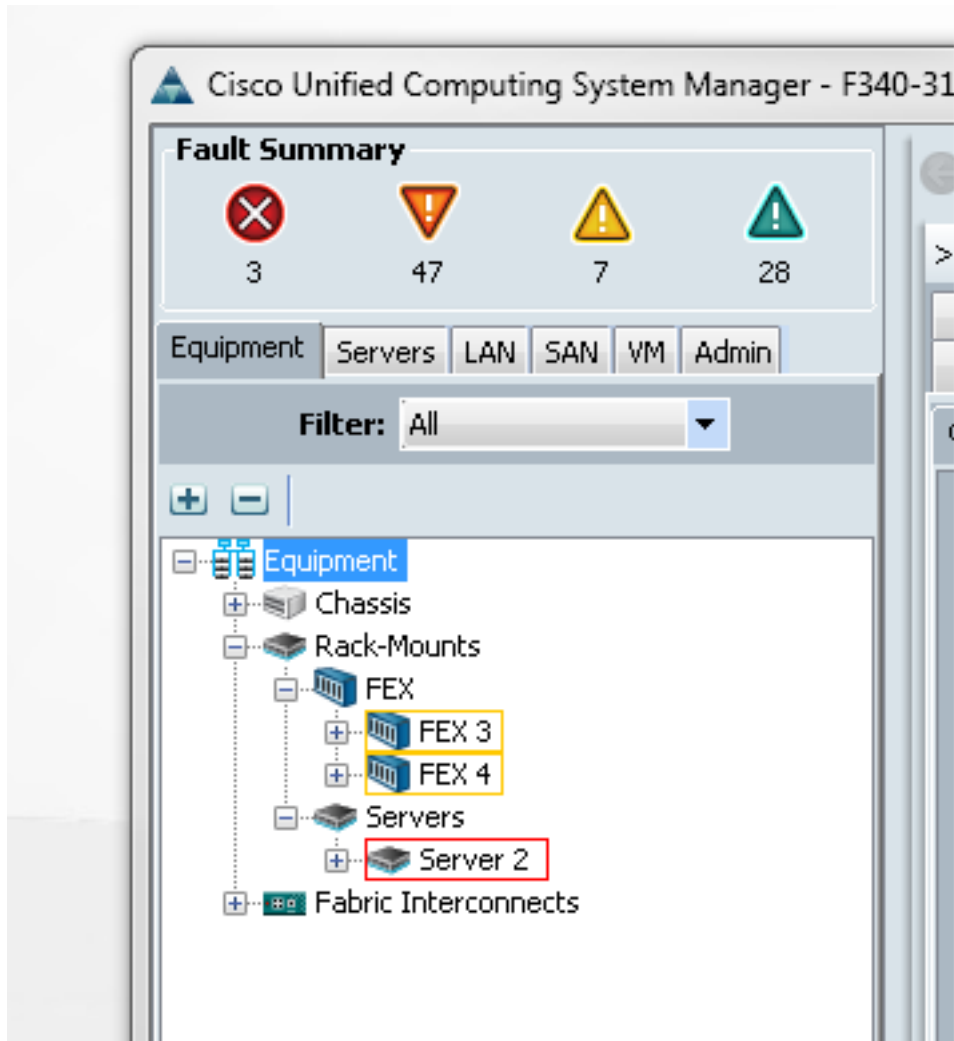 Cisco Unified Computing System Manager - F340-31
Fault Summary
3 47 7 28
Equipment Servers LAN SAN VM Admin
Filter: All
>
Equipment
Chassis
Rack-Mounts
FEX
FEX 3
FEX 4
Servers
Server 2
Fabric Interconnects